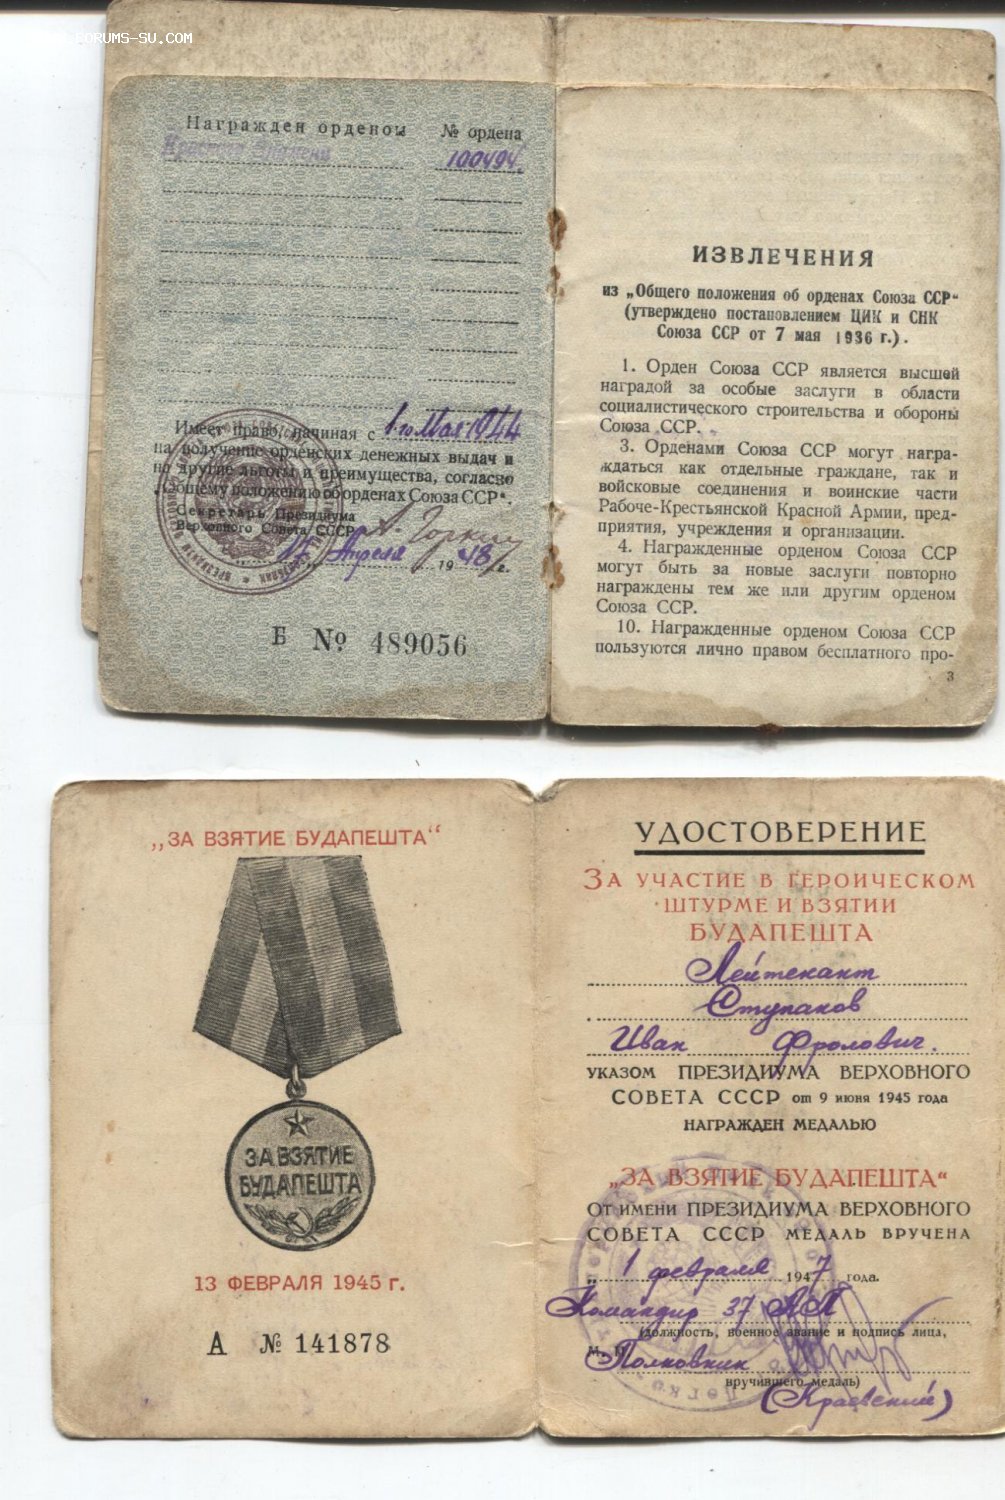 ORUMS-SU.COM
Награжден орденом № ордена
Красное Знамени 100494
Имеет право, начиная с 1-го Мая 1944
на получение орденских денежных выдач и
на другие льготы и преимущества, согласно
„Общему положению об орденах Союза ССР“.
Секретарь Президиума
Верховного Совета СССР А. Горкин
17 Апреля 1948 г.
Б № 489056
ИЗВЛЕЧЕНИЯ
из „Общего положения об орденах Союза ССР“
(утверждено постановлением ЦИК и СНК
Союза ССР от 7 мая 1936 г.).
1. Орден Союза ССР является высшей
наградой за особые заслуги в области
социалистического строительства и обороны
Союза ССР.
3. Орденами Союза ССР могут награ-
ждаться как отдельные граждане, так и
войсковые соединения и воинские части
Рабоче-Крестьянской Красной Армии, пред-
приятия, учреждения и организации.
4. Награжденные орденом Союза ССР
могут быть за новые заслуги повторно
награждены тем же или другим орденом
Союза ССР.
10. Награжденные орденом Союза ССР
пользуются лично правом бесплатного про-
3
„ЗА ВЗЯТИЕ БУДАПЕШТА“
ЗА ВЗЯТИЕ
БУДАПЕШТА
13 ФЕВРАЛЯ 1945 г.
А № 141878
УДОСТОВЕРЕНИЕ
ЗА УЧАСТИЕ В ГЕРОИЧЕСКОМ
ШТУРМЕ И ВЗЯТИИ
БУДАПЕШТА
Лейтенант
Ступаков
Иван Фролович.
УКАЗОМ ПРЕЗИДИУМА ВЕРХОВНОГО
СОВЕТА СССР от 9 июня 1945 года
НАГРАЖДЕН МЕДАЛЬЮ
„ЗА ВЗЯТИЕ БУДАПЕШТА“
ОТ ИМЕНИ ПРЕЗИДИУМА ВЕРХОВНОГО
СОВЕТА СССР МЕДАЛЬ ВРУЧЕНА
„1 февраля 1947 года.
Командир 37 АП
(должность, военное звание и подпись лица,
М. П. Полковник
вручившего медаль)
(Краевский)